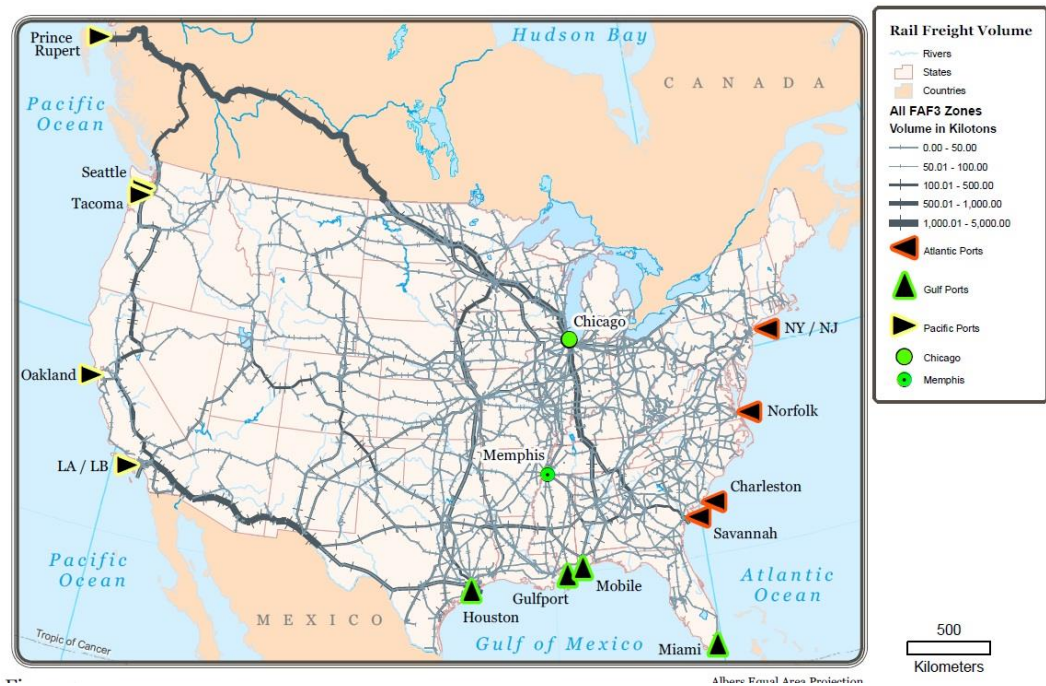 Prince
Rupert
Hudson Bay
CANADA
Pacific
Ocean
Seattle
Tacoma
Chicago
NY / NJ
Oakland
Norfolk
LA / LB
Memphis
Charleston
Savannah
Pacific
Ocean
Atlantic
Ocean
Mobile
Gulfport
Houston
MEXICO
Gulf of Mexico
Miami
Tropic of Cancer
Albers Equal Area Projection
Rail Freight Volume
Rivers
States
Countries
All FAF3 Zones
Volume in Kilotons
0.00 - 50.00
50.01 - 100.00
100.01 - 500.00
500.01 - 1,000.00
1,000.01 - 5,000.00
Atlantic Ports
Gulf Ports
Pacific Ports
Chicago
Memphis
500
Kilometers